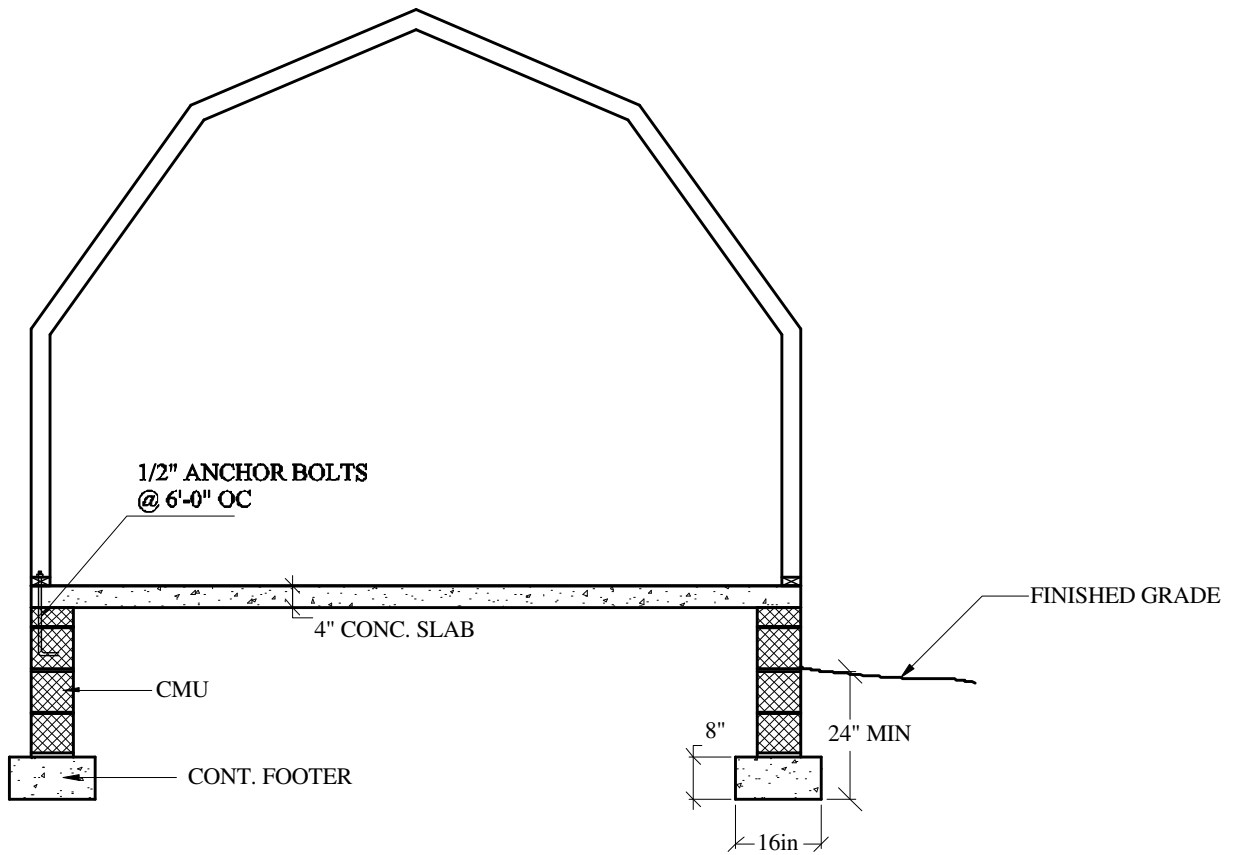 1/2" ANCHOR BOLTS
@ 6'-0" OC
FINISHED GRADE
4" CONC. SLAB
CMU
8"
24" MIN
CONT. FOOTER
16in